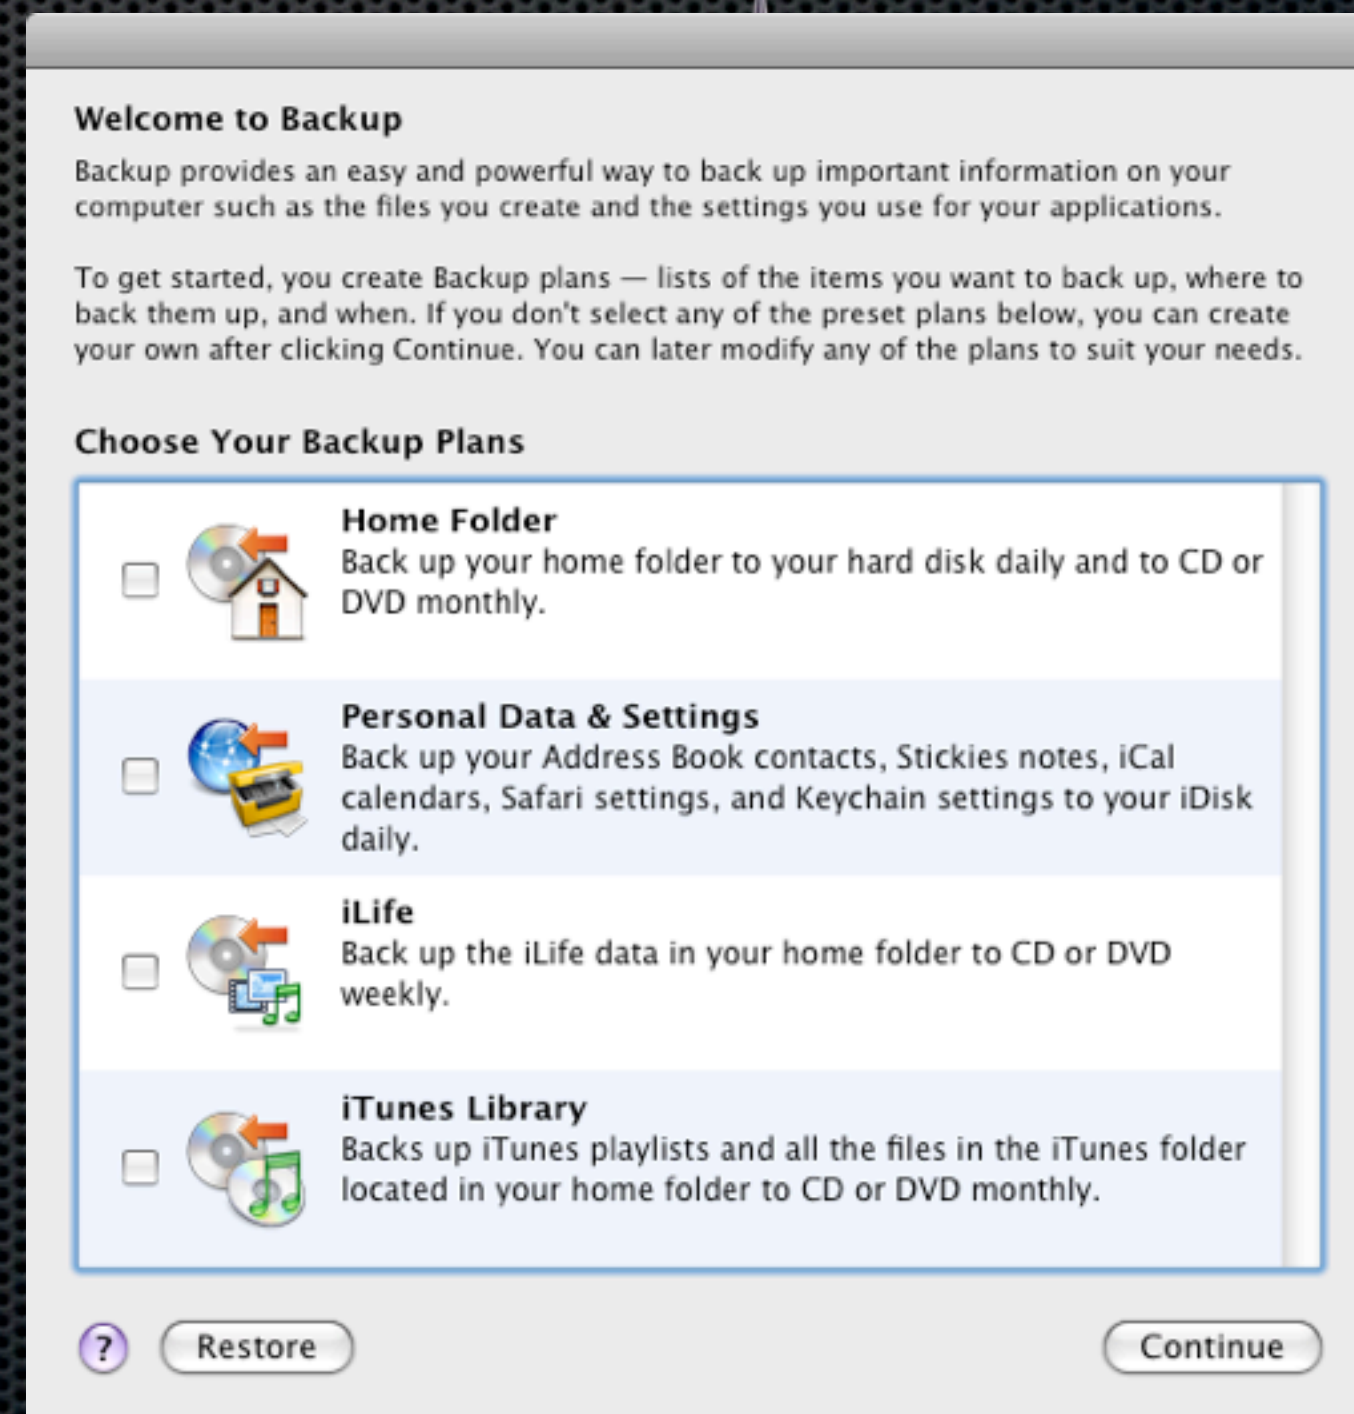 Welcome to Backup
Backup provides an easy and powerful way to back up important information on your
computer such as the files you create and the settings you use for your applications.
To get started, you create Backup plans — lists of the items you want to back up, where to
back them up, and when. If you don't select any of the preset plans below, you can create
your own after clicking Continue. You can later modify any of the plans to suit your needs.
Choose Your Backup Plans
Home Folder
Back up your home folder to your hard disk daily and to CD or
DVD monthly.
Personal Data & Settings
Back up your Address Book contacts, Stickies notes, iCal
calendars, Safari settings, and Keychain settings to your iDisk
daily.
iLife
Back up the iLife data in your home folder to CD or DVD
weekly.
iTunes Library
Backs up iTunes playlists and all the files in the iTunes folder
located in your home folder to CD or DVD monthly.
? Restore Continue